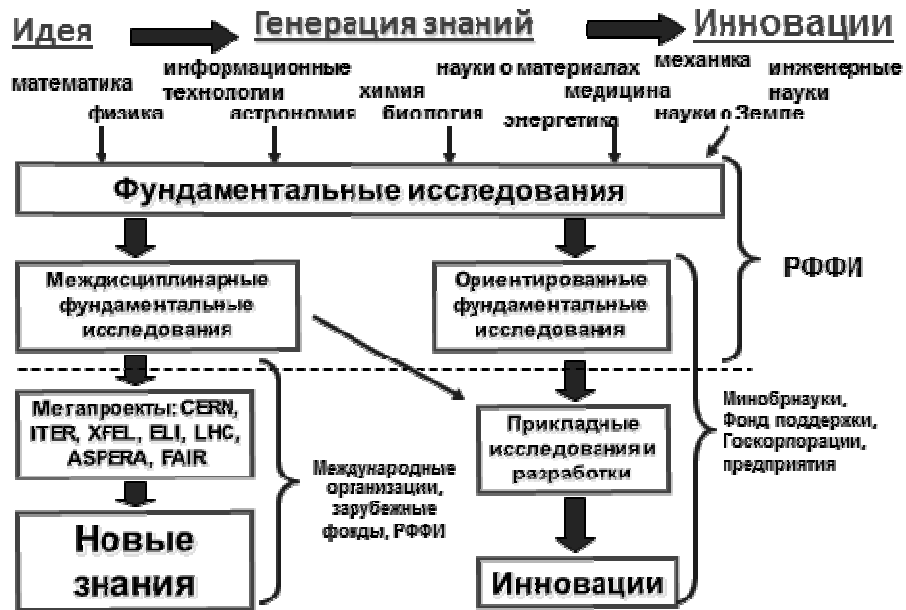 Идея
Генерация знаний
Инновации
математика
информационные
технологии
физика
астрономия
химия
биология
науки о материалах
медицина
энергетика
механика
науки о Земле
инженерные
науки
Фундаментальные исследования
Междисциплинарные
фундаментальные
исследования
Ориентированные
фундаментальные
исследования
РФФИ
Мегапроекты: CERN,
ITER, XFEL, ELI, LHC,
ASPERA, FAIR
Прикладные
исследования и
разработки
Минобрнауки,
Фонд поддержки,
Госкорпорации,
предприятия
Международные
организации,
зарубежные
фонды, РФФИ
Новые
знания
Инновации